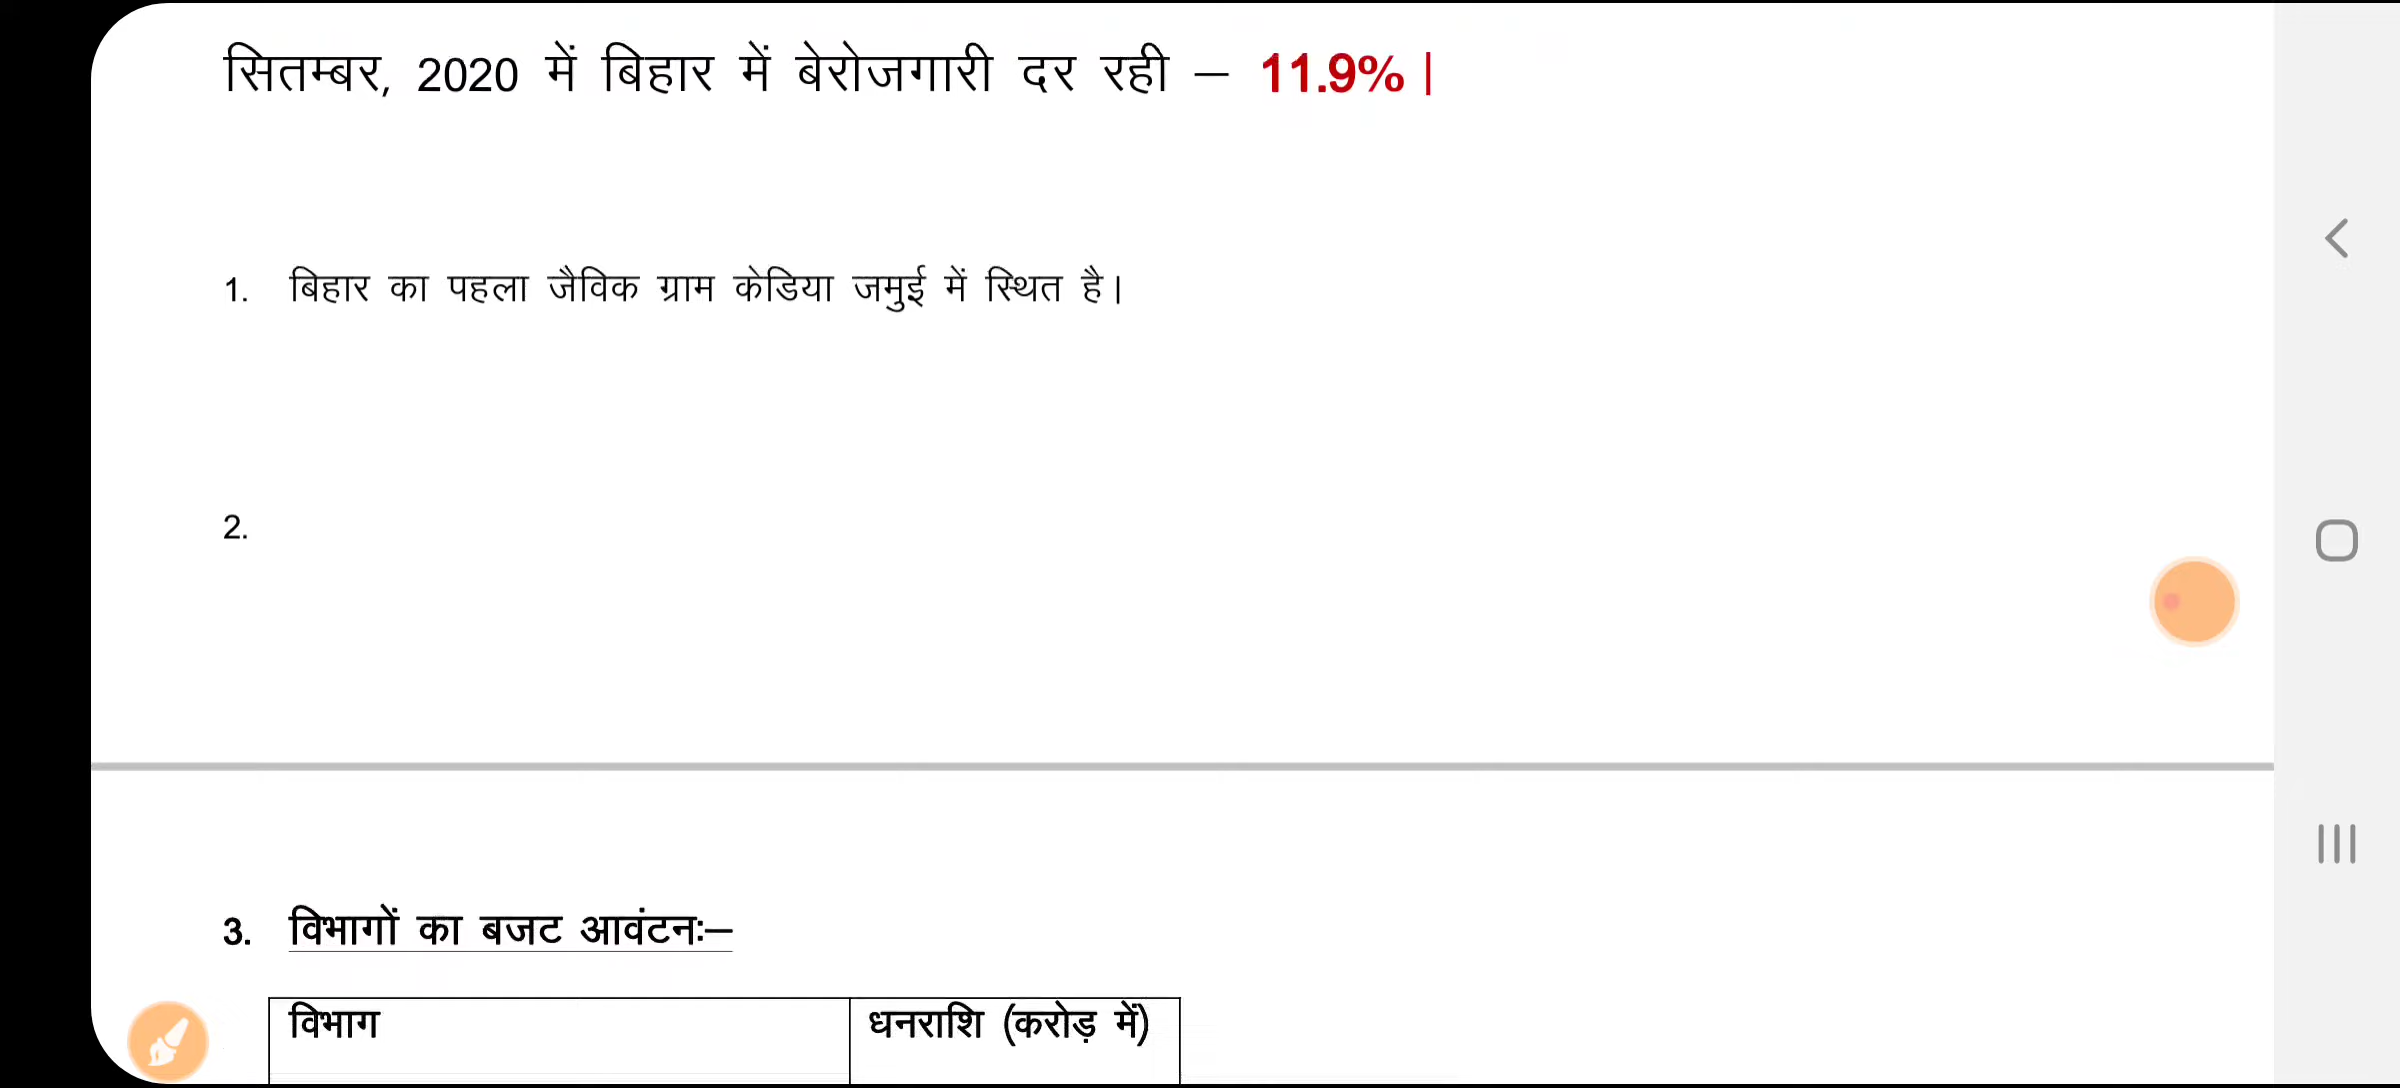 सितम्बर, 2020 में बिहार में बेरोजगारी दर रही – 11.9% |
1. बिहार का पहला जैविक ग्राम केडिया जमुई में स्थित है।
2.
3. विभागों का बजट आवंटनः–
विभाग धनराशि (करोड़ में)